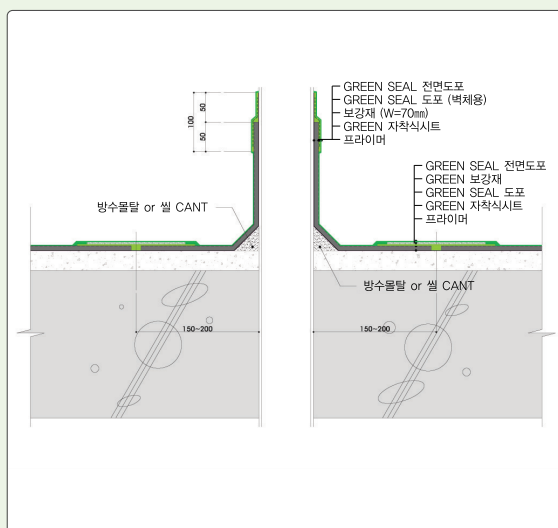 GREEN SEAL 전면도포
GREEN SEAL 도포 (벽체용)
보강재 (W=70mm)
GREEN 자착식시트
프라이머
100
50
50
GREEN SEAL 전면도포
GREEN 보강재
GREEN SEAL 도포
GREEN 자착식시트
프라이머
방수몰탈 or 씰 CANT
방수몰탈 or 씰 CANT
150~200
150~200